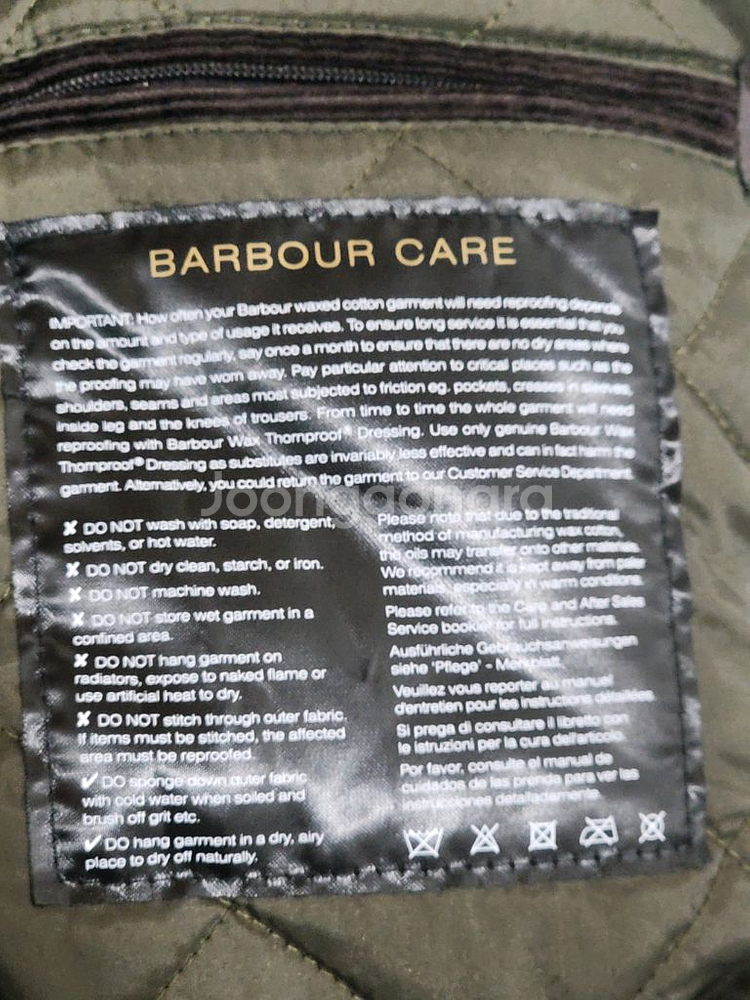 BARBOUR CARE
IMPORTANT: How often your Barbour waxed cotton garment will need reproofing depends
on the amount and type of usage it receives. To ensure long service it is essential that you
check the garment regularly, say once a month to ensure that there are no dry areas where
the proofing may have worn away. Pay particular attention to critical places such as the
shoulders, seams and areas most subjected to friction eg. pockets, creases in sleeves
inside leg and the knees of trousers. From time to time the whole garment will need
reproofing with Barbour Wax Thornproof® Dressing. Use only genuine Barbour Wax
Thornproof® Dressing as substitutes are invariably less effective and can in fact harm the
garment. Alternatively, you could return the garment to our Customer Service Department.
Joonggonara
✘ DO NOT wash with soap, detergent,
solvents, or hot water.
✘ DO NOT dry clean, starch, or iron.
✘ DO NOT machine wash.
✘ DO NOT store wet garment in a
confined area.
✘ DO NOT hang garment on
radiators, expose to naked flame or
use artificial heat to dry.
✘ DO NOT stitch through outer fabric.
If items must be stitched, the affected
area must be reproofed.
✔ DO sponge down outer fabric
with cold water when soiled and
brush off grit etc.
✔ DO hang garment in a dry, airy
place to dry off naturally.
Please note that due to the traditional
method of manufacturing wax cotton,
the oils may transfer onto other materials.
We recommend it is kept away from paler
materials, especially in warm conditions.
Please refer to the Care and After Sales
Service booklet for full instructions.
Ausführliche Gebrauchsanweisungen
siehe 'Pflege' - Merkblatt.
Veuillez vous reporter au manuel
d'entretien pour les instructions détaillées
Si prega di consultare il libretto con
le istruzioni per la cura dell'articolo.
Por favor, consulte el manual de
cuidados de las prenda para ver las
instrucciones detalladamente.